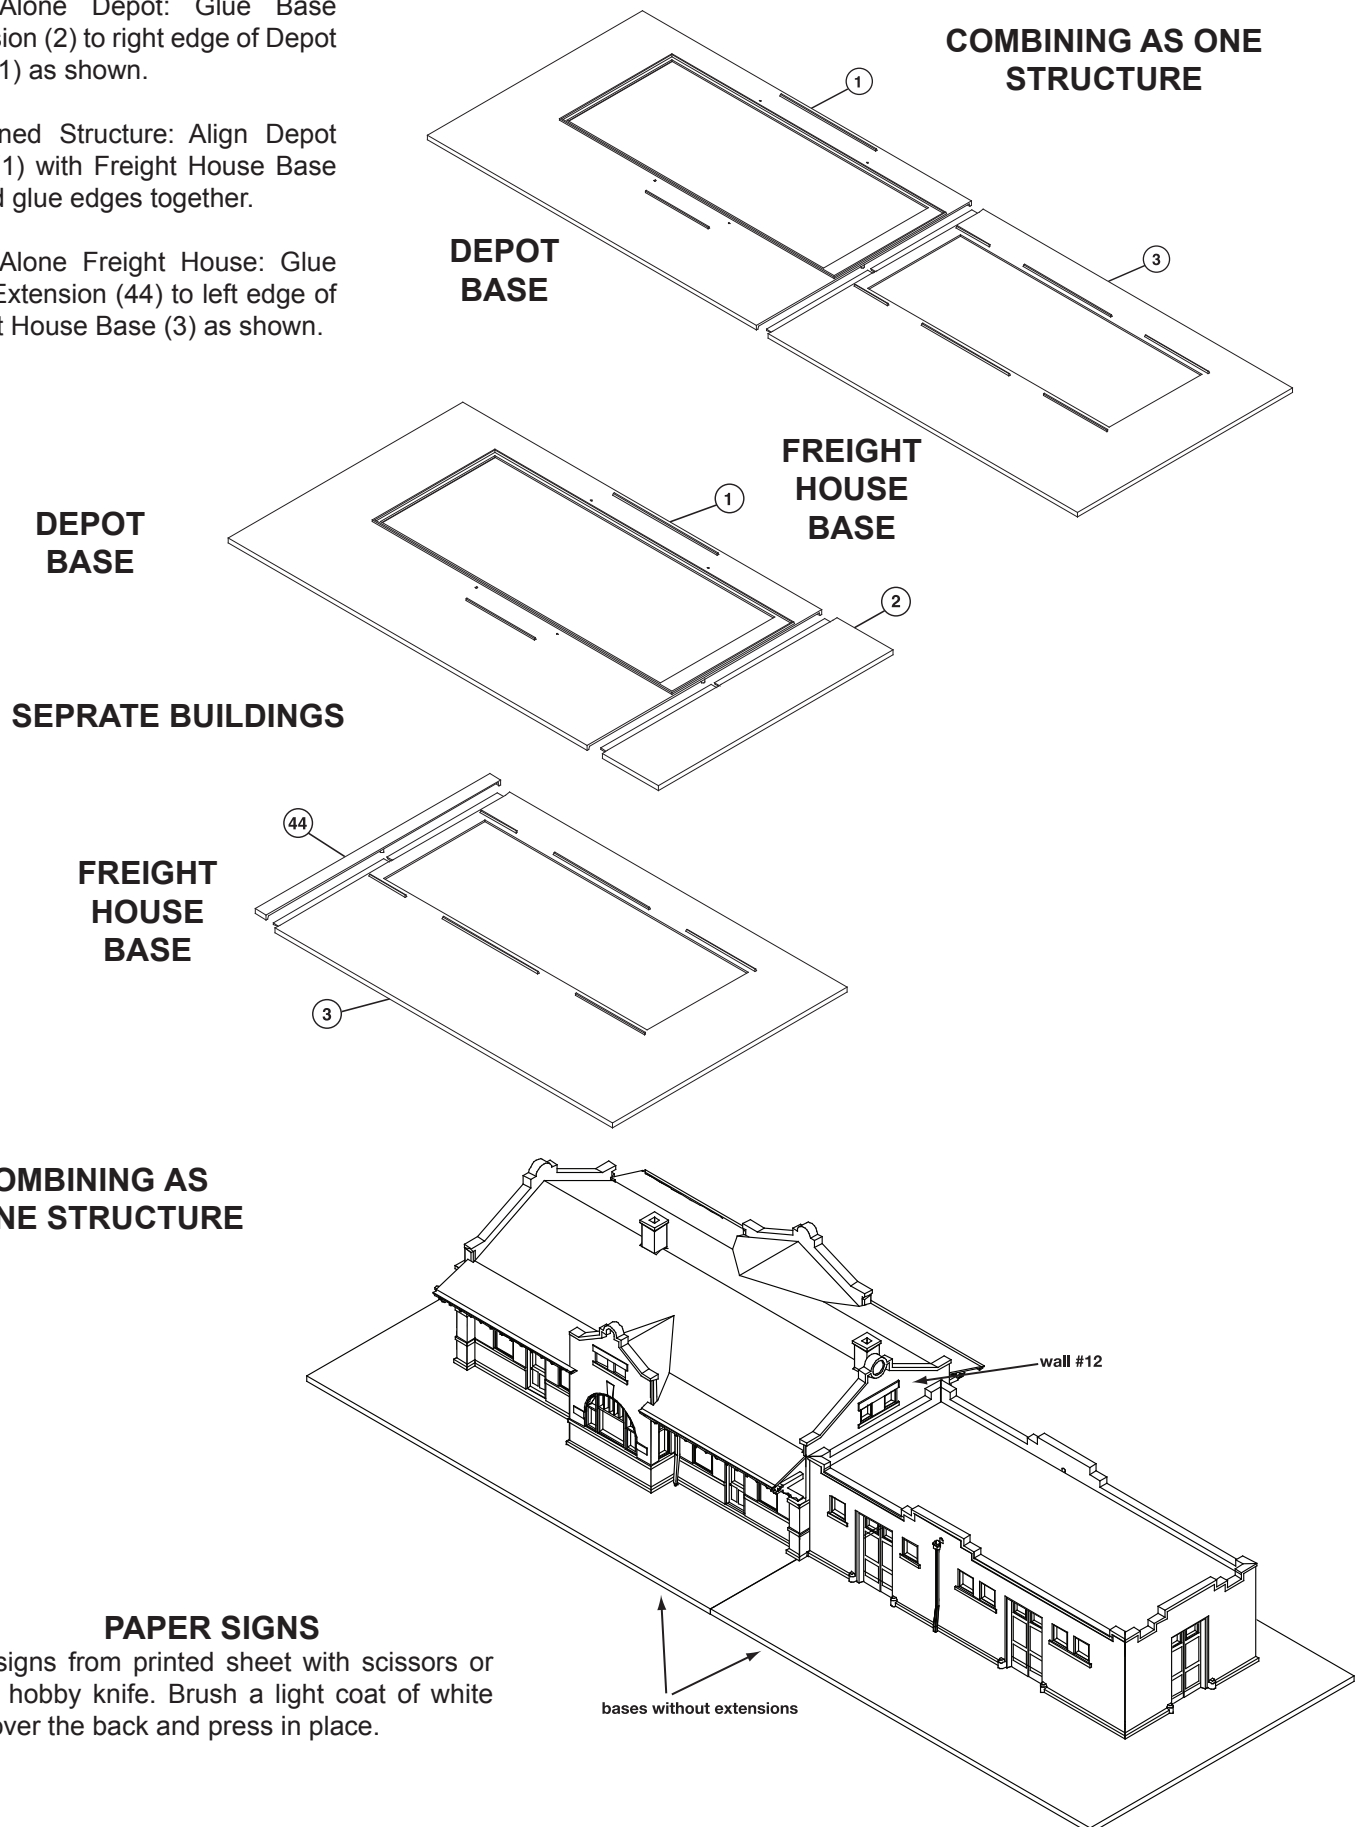 Alone Depot: Glue Base
sion (2) to right edge of Depot
1) as shown.
ned Structure: Align Depot
1) with Freight House Base
d glue edges together.
Alone Freight House: Glue
Extension (44) to left edge of
t House Base (3) as shown.
COMBINING AS ONE
STRUCTURE
1
3
DEPOT
BASE
FREIGHT
HOUSE
BASE
DEPOT
BASE
1
2
SEPRATE BUILDINGS
44
FREIGHT
HOUSE
BASE
3
OMBINING AS
NE STRUCTURE
wall #12
bases without extensions
PAPER SIGNS
signs from printed sheet with scissors or
hobby knife. Brush a light coat of white
over the back and press in place.